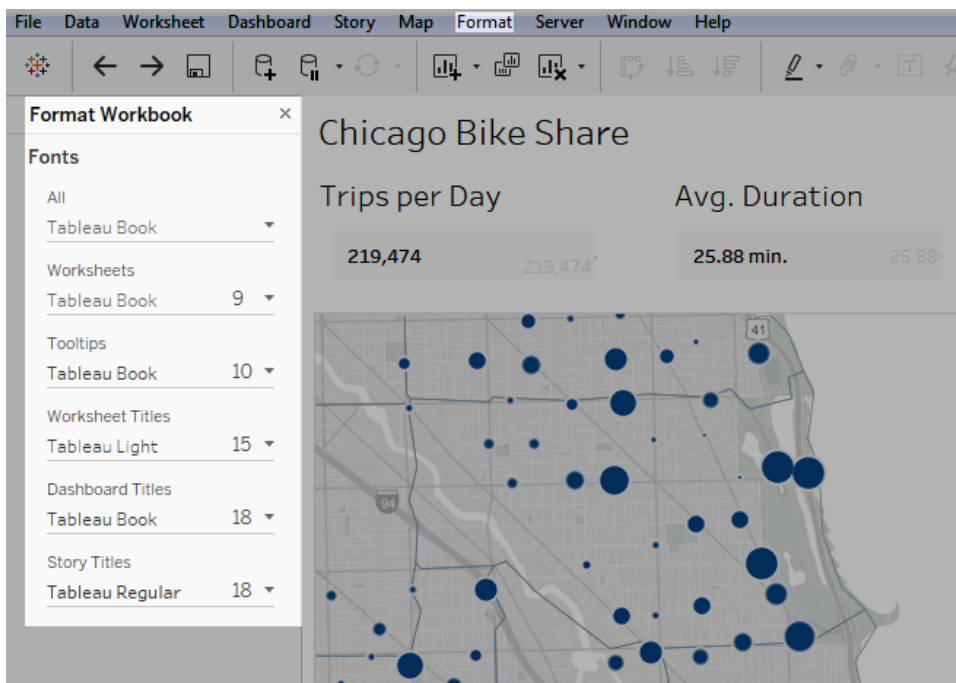 File Data Worksheet Dashboard Story Map Format Server Window Help
T
Format Workbook ×
Fonts
All
Tableau Book
Worksheets
Tableau Book 9
Tooltips
Tableau Book 10
Worksheet Titles
Tableau Light 15
Dashboard Titles
Tableau Book 18
Story Titles
Tableau Regular 18
Chicago Bike Share
Trips per Day Avg. Duration
219,474 219,474 25.88 min. 25.88
41
94